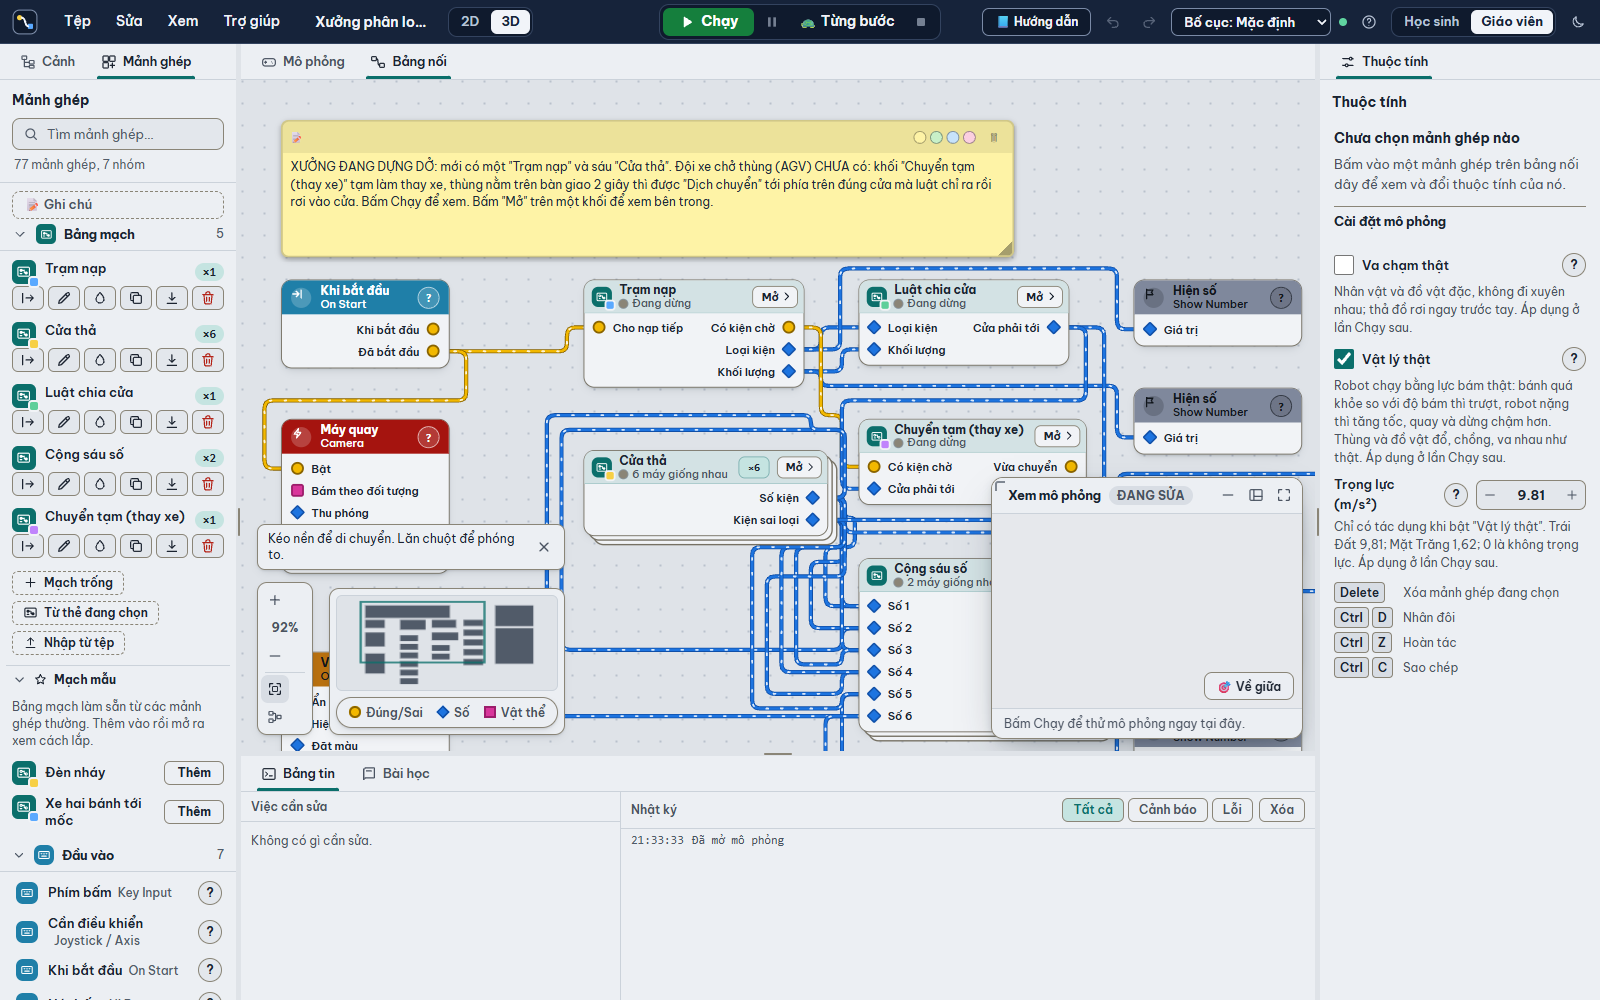 Tệp Sửa Xem Trợ giúp Xưởng phân lo... 2D 3D Chạy Từng bước Hướng dẫn Bố cục: Mặc định Học sinh Giáo viên
Cảnh Mảnh ghép
Mảnh ghép
Tìm mảnh ghép...
77 mảnh ghép, 7 nhóm
Ghi chú
Bảng mạch 5
Trạm nạp ×1
Cửa thả ×6
Luật chia cửa ×1
Cộng sáu số ×2
Chuyển tạm (thay xe) ×1
Mạch trống
Từ thẻ đang chọn
Nhập từ tệp
Mạch mẫu
Bảng mạch làm sẵn từ các mảnh
ghép thường. Thêm vào rồi mở ra
xem cách lắp.
Đèn nháy Thêm
Xe hai bánh tới
mốc Thêm
Đầu vào 7
Phím bấm Key Input ?
Cần điều khiển
Joystick / Axis ?
Khi bắt đầu On Start ?
Mô phỏng Bảng nối
XƯỞNG ĐANG DỰNG DỞ: mới có một "Trạm nạp" và sáu "Cửa thả". Đội xe chở thùng (AGV) CHƯA có: khối "Chuyển tạm
(thay xe)" tạm làm thay xe, thùng nằm trên bàn giao 2 giây thì được "Dịch chuyển" tới phía trên đúng cửa mà luật chỉ ra rồi
rơi vào cửa. Bấm Chạy để xem. Bấm "Mở" trên một khối để xem bên trong.
Khi bắt đầu
On Start ?
Khi bắt đầu
Đã bắt đầu
Trạm nạp
Đang dừng
Mở
Cho nạp tiếp Có kiện chờ
Loại kiện
Khối lượng
Luật chia cửa
Đang dừng
Mở
Loại kiện Cửa phải tới
Khối lượng
Hiện số
Show Number ?
Giá trị
Hiện số
Show Number ?
Giá trị
Máy quay
Camera ?
Bật
Bám theo đối tượng
Thu phóng
Cửa thả
6 máy giống nhau
×6 Mở
Số kiện
Kiện sai loại
Chuyển tạm (thay xe)
Đang dừng
Mở
Có kiện chờ Vừa chuyển
Cửa phải tới
Cộng sáu số
2 máy giống nh
Số 1
Số 2
Số 3
Số 4
Số 5
Số 6
Kéo nền để di chuyển. Lăn chuột để phóng
to.
92%
Ẩn
Đặt màu
Đúng/Sai Số Vật thể
Xem mô phỏng ĐANG SỬA
Về giữa
Bấm Chạy để thử mô phỏng ngay tại đây.
Bảng tin Bài học
Việc cần sửa
Không có gì cần sửa.
Nhật ký Tất cả Cảnh báo Lỗi Xóa
21:33:33 Đã mở mô phỏng
Thuộc tính
Thuộc tính
Chưa chọn mảnh ghép nào
Bấm vào một mảnh ghép trên bảng nối
dây để xem và đổi thuộc tính của nó.
Cài đặt mô phỏng
Va chạm thật ?
Nhân vật và đồ vật đặc, không đi xuyên
nhau; thả đồ rơi ngay trước tay. Áp dụng ở
lần Chạy sau.
Vật lý thật ?
Robot chạy bằng lực bám thật: bánh quá
khỏe so với độ bám thì trượt, robot nặng
thì tăng tốc, quay và dừng chậm hơn.
Thùng và đồ vật đổ, chồng, va nhau như
thật. Áp dụng ở lần Chạy sau.
Trọng lực
(m/s²) ? − 9.81 +
Chỉ có tác dụng khi bật "Vật lý thật". Trái
Đất 9,81; Mặt Trăng 1,62; 0 là không trọng
lực. Áp dụng ở lần Chạy sau.
Delete Xóa mảnh ghép đang chọn
Ctrl D Nhân đôi
Ctrl Z Hoàn tác
Ctrl C Sao chép